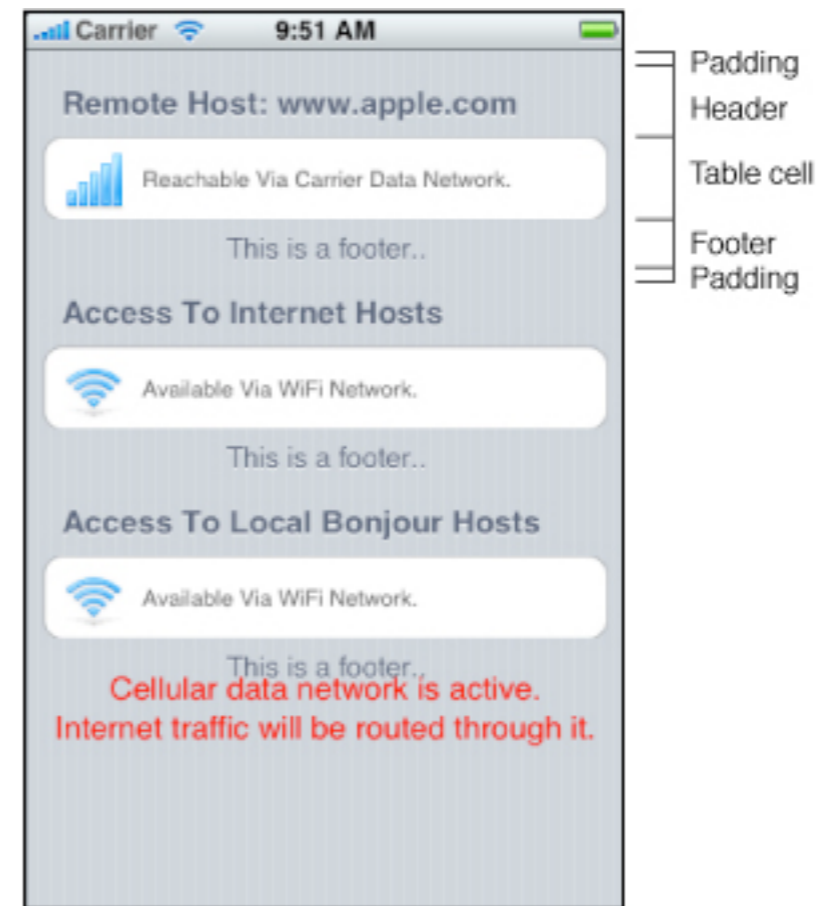 Carrier 9:51 AM
Padding
Remote Host: www.apple.com
Header
Reachable Via Carrier Data Network.
Table cell
This is a footer..
Footer
Padding
Access To Internet Hosts
Available Via WiFi Network.
This is a footer..
Access To Local Bonjour Hosts
Available Via WiFi Network.
This is a footer..
Cellular data network is active.
Internet traffic will be routed through it.